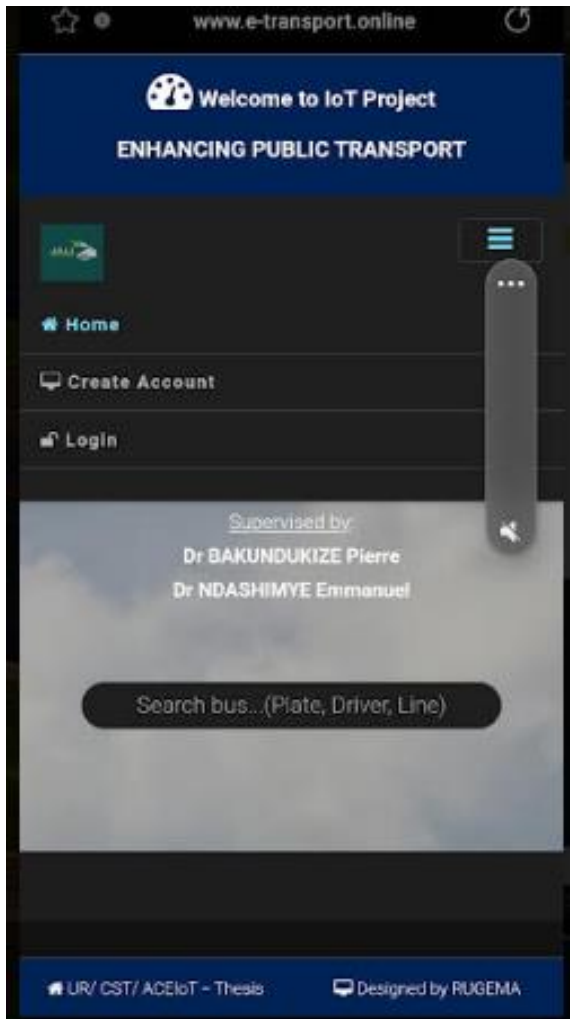 www.e-transport.online
Welcome to IoT Project
ENHANCING PUBLIC TRANSPORT
Home
Create Account
Login
Supervised by:
Dr BAKUNDUKIZE Pierre
Dr NDASHIMYE Emmanuel
Search bus...(Plate, Driver, Line)
UR/ CST/ ACEIoT - Thesis
Designed by RUGEMA